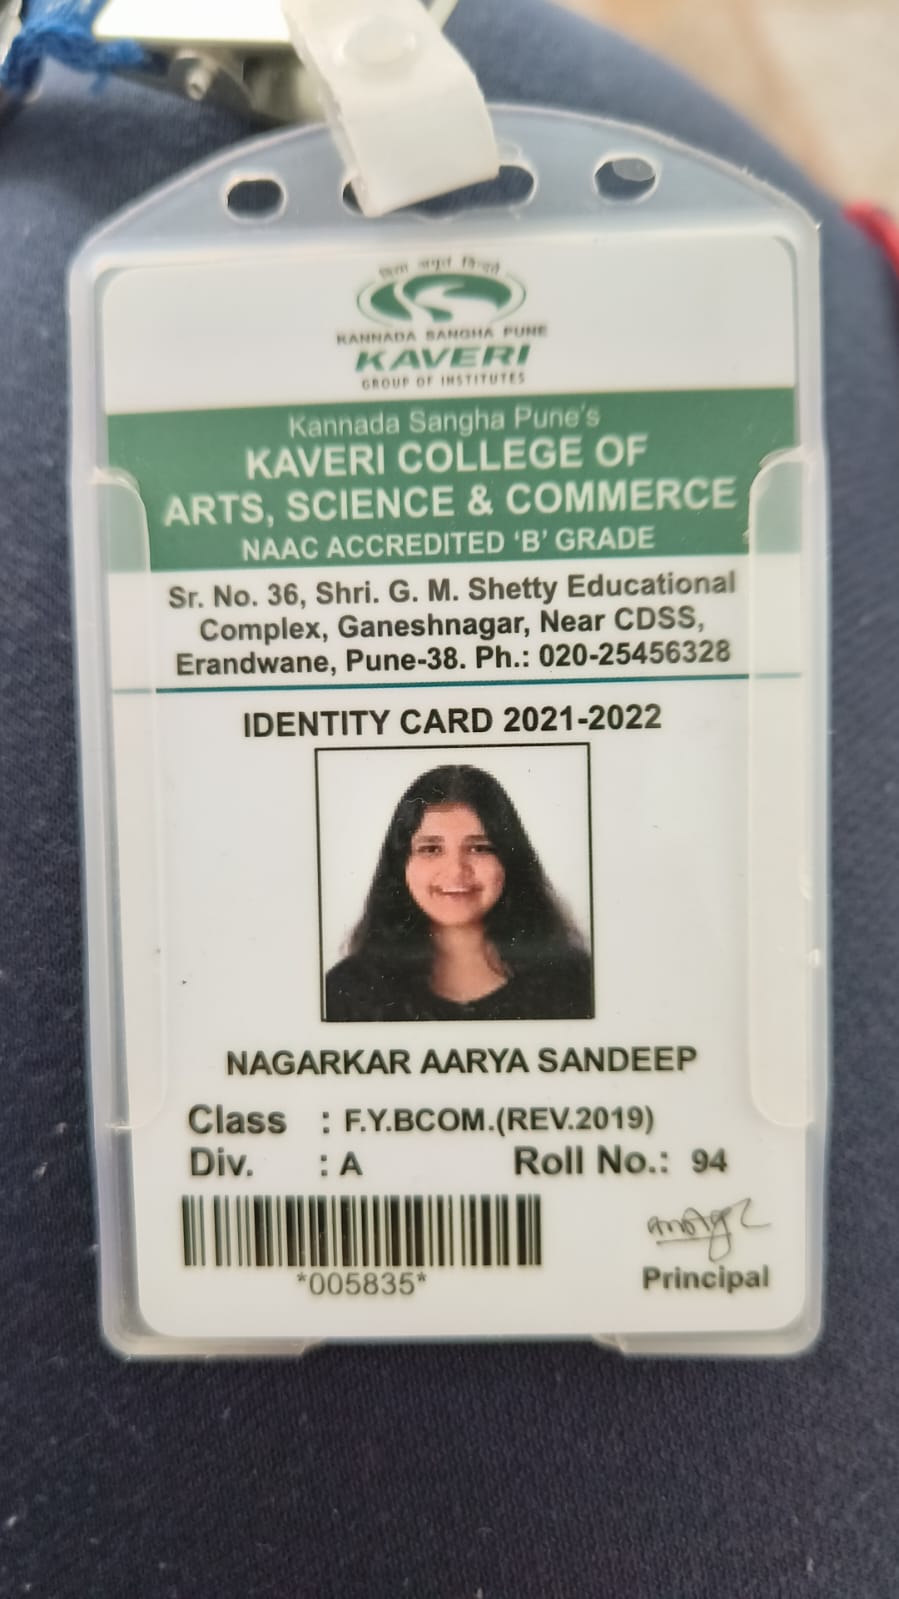 विद्या अमृतं विन्दते
KANNADA SANGHA PUNE
KAVERI
GROUP OF INSTITUTES
Kannada Sangha Pune's
KAVERI COLLEGE OF
ARTS, SCIENCE & COMMERCE
NAAC ACCREDITED 'B' GRADE
Sr. No. 36, Shri. G. M. Shetty Educational
Complex, Ganeshnagar, Near CDSS,
Erandwane, Pune-38. Ph.: 020-25456328
IDENTITY CARD 2021-2022
NAGARKAR AARYA SANDEEP
Class : F.Y.BCOM.(REV.2019)
Div. : A Roll No.: 94
*005835*
Principal